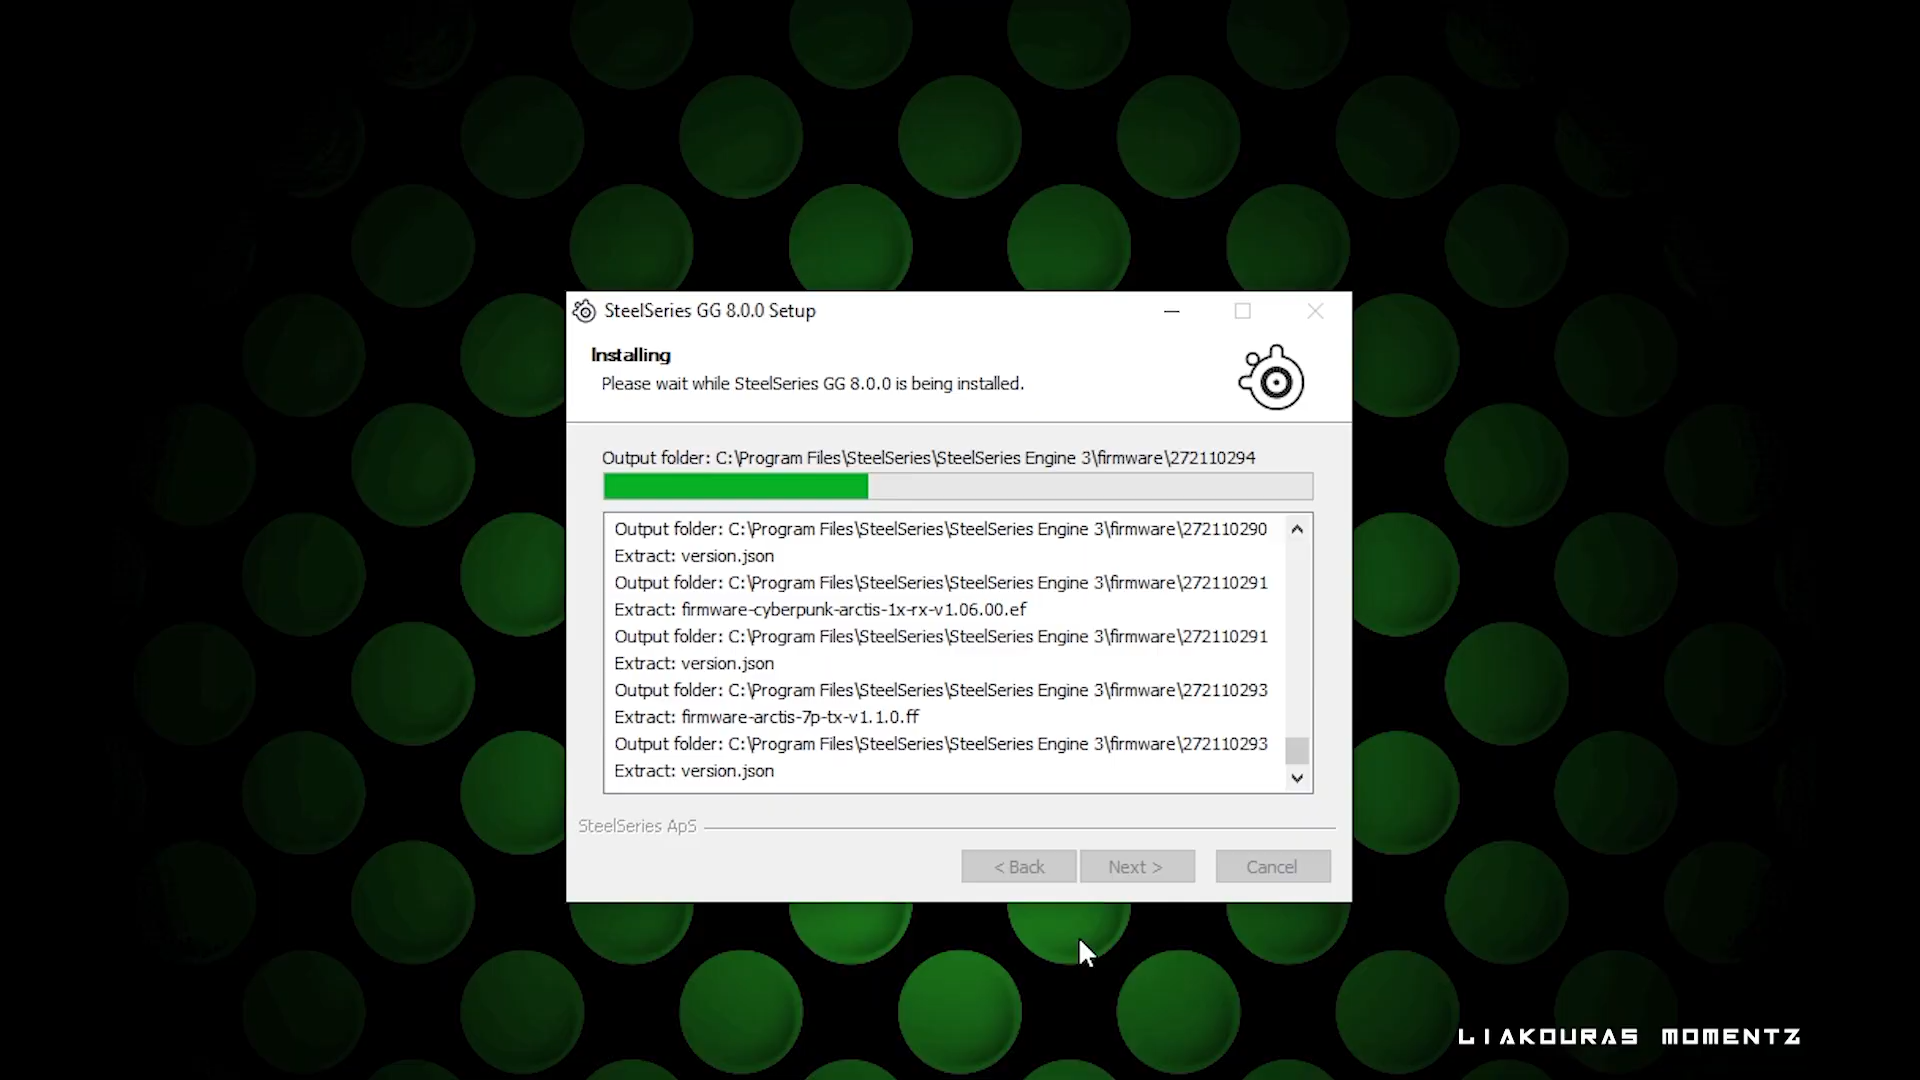 SteelSeries GG 8.0.0 Setup
Installing
Please wait while SteelSeries GG 8.0.0 is being installed.
Output folder: C:\Program Files\SteelSeries\SteelSeries Engine 3\firmware\272110294
Output folder: C:\Program Files\SteelSeries\SteelSeries Engine 3\firmware\272110290
Extract: version.json
Output folder: C:\Program Files\SteelSeries\SteelSeries Engine 3\firmware\272110291
Extract: firmware-cyberpunk-arctis-1x-rx-v1.06.00.ef
Output folder: C:\Program Files\SteelSeries\SteelSeries Engine 3\firmware\272110291
Extract: version.json
Output folder: C:\Program Files\SteelSeries\SteelSeries Engine 3\firmware\272110293
Extract: firmware-arctis-7p-tx-v1.1.0.ff
Output folder: C:\Program Files\SteelSeries\SteelSeries Engine 3\firmware\272110293
Extract: version.json
SteelSeries ApS
< Back Next > Cancel
LIAKOURAS MOMENTZ